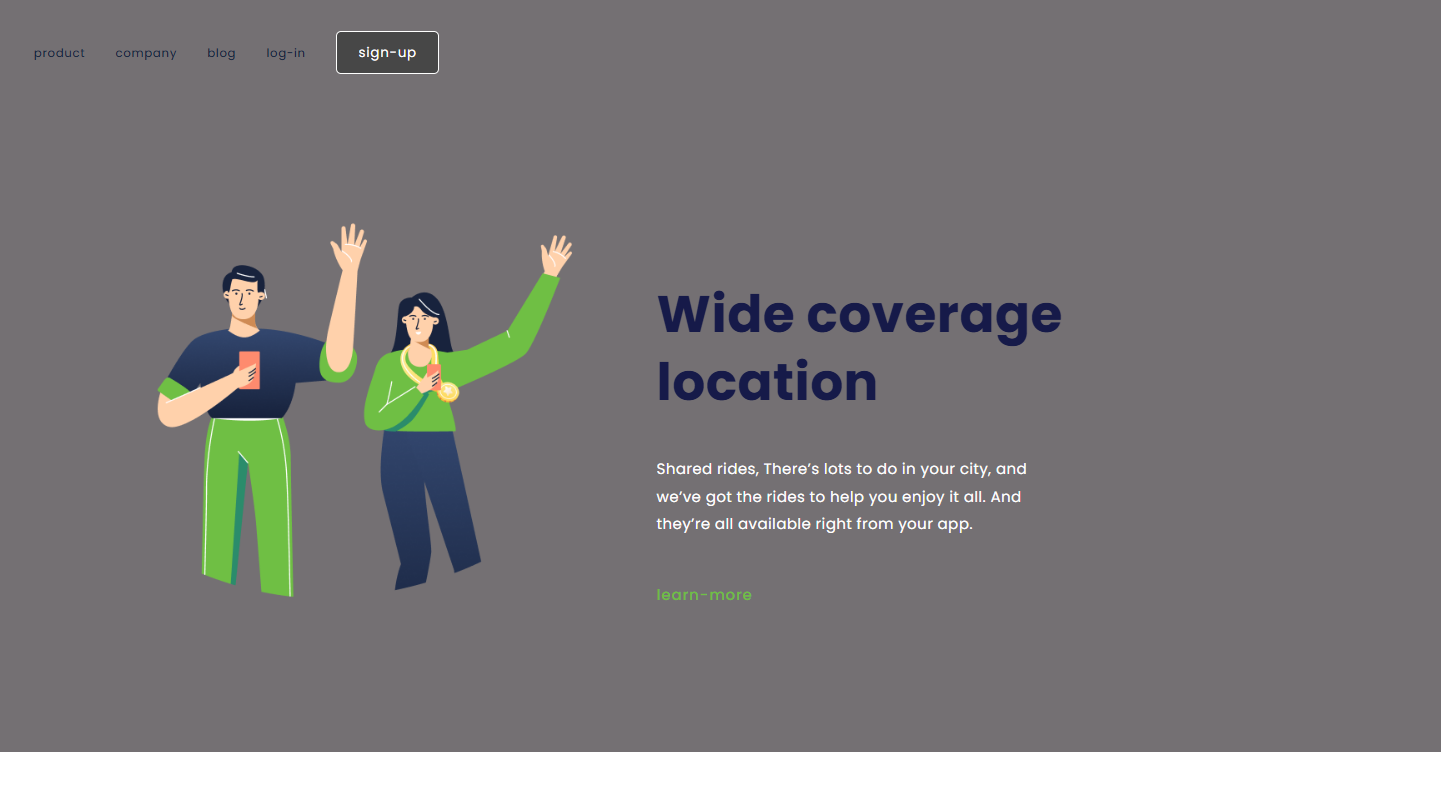 product
company
blog
log-in
sign-up
Wide coverage
location
Shared rides, There’s lots to do in your city, and
we’ve got the rides to help you enjoy it all. And
they’re all available right from your app.
learn-more